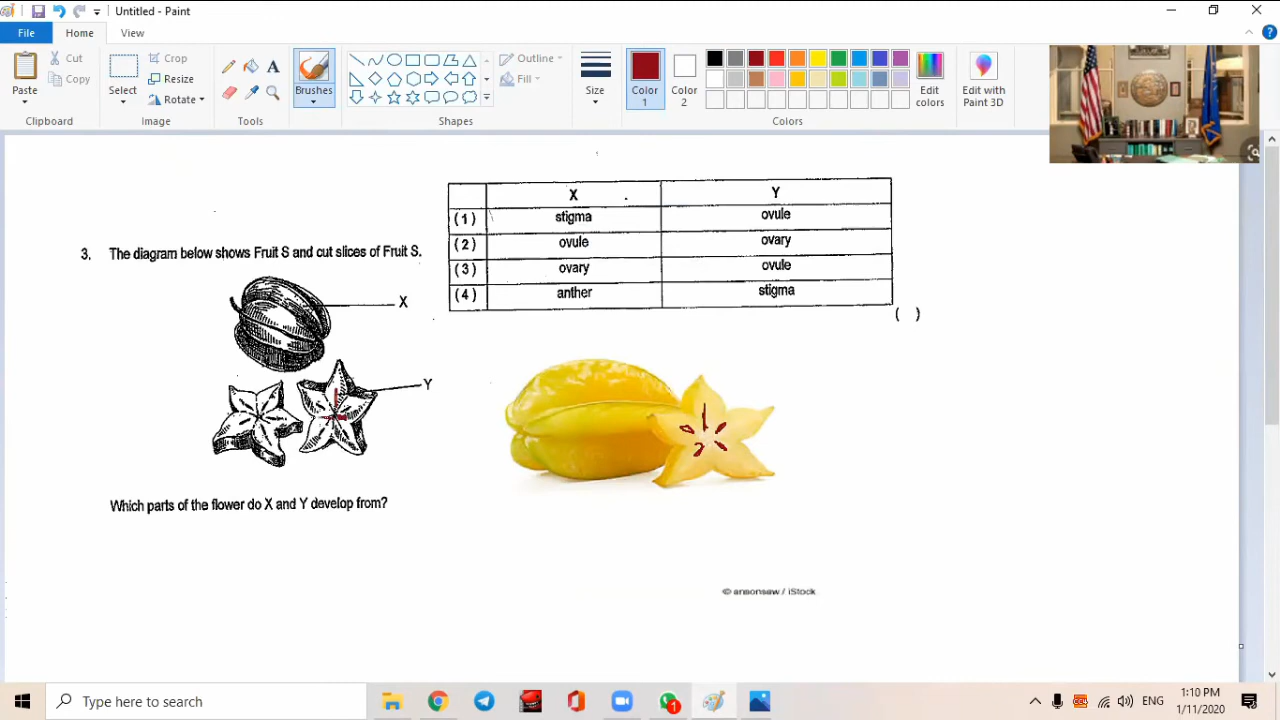 Untitled - Paint
File
Home
View
Paste
Cut
Copy
Clipboard
Select
Crop
Resize
Rotate
Image
A
Tools
Brushes
Shapes
Outline
Fill
Size
Color 1
Color 2
Edit colors
Edit with Paint 3D
Colors
X Y
(1) stigma ovule
(2) ovule ovary
(3) ovary ovule
(4) anther stigma
( )
3. The diagram below shows Fruit S and cut slices of Fruit S.
X
Y
Which parts of the flower do X and Y develop from?
© ansonsaw / iStock
Type here to search
1
ENG
1:10 PM
1/11/2020